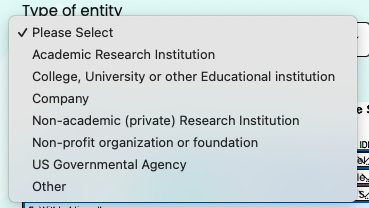 Type of entity
✓ Please Select
Academic Research Institution
College, University or other Educational institution
Company
Non-academic (private) Research Institution
Non-profit organization or foundation
US Governmental Agency
Other